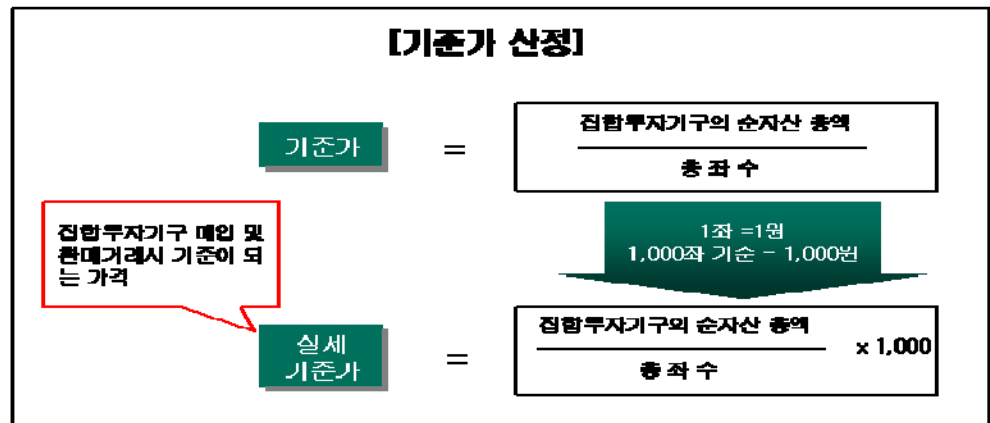 [기준가 산정]
기준가
=
집합투자기구의 순자산 총액
총 좌 수
집합투자기구 매입 및
환매거래시 기준이 되
는 가격
1좌 =1원
1,000좌 기준 - 1,000원
실세
기준가
=
집합투자기구의 순자산 총액
총 좌 수
x 1,000